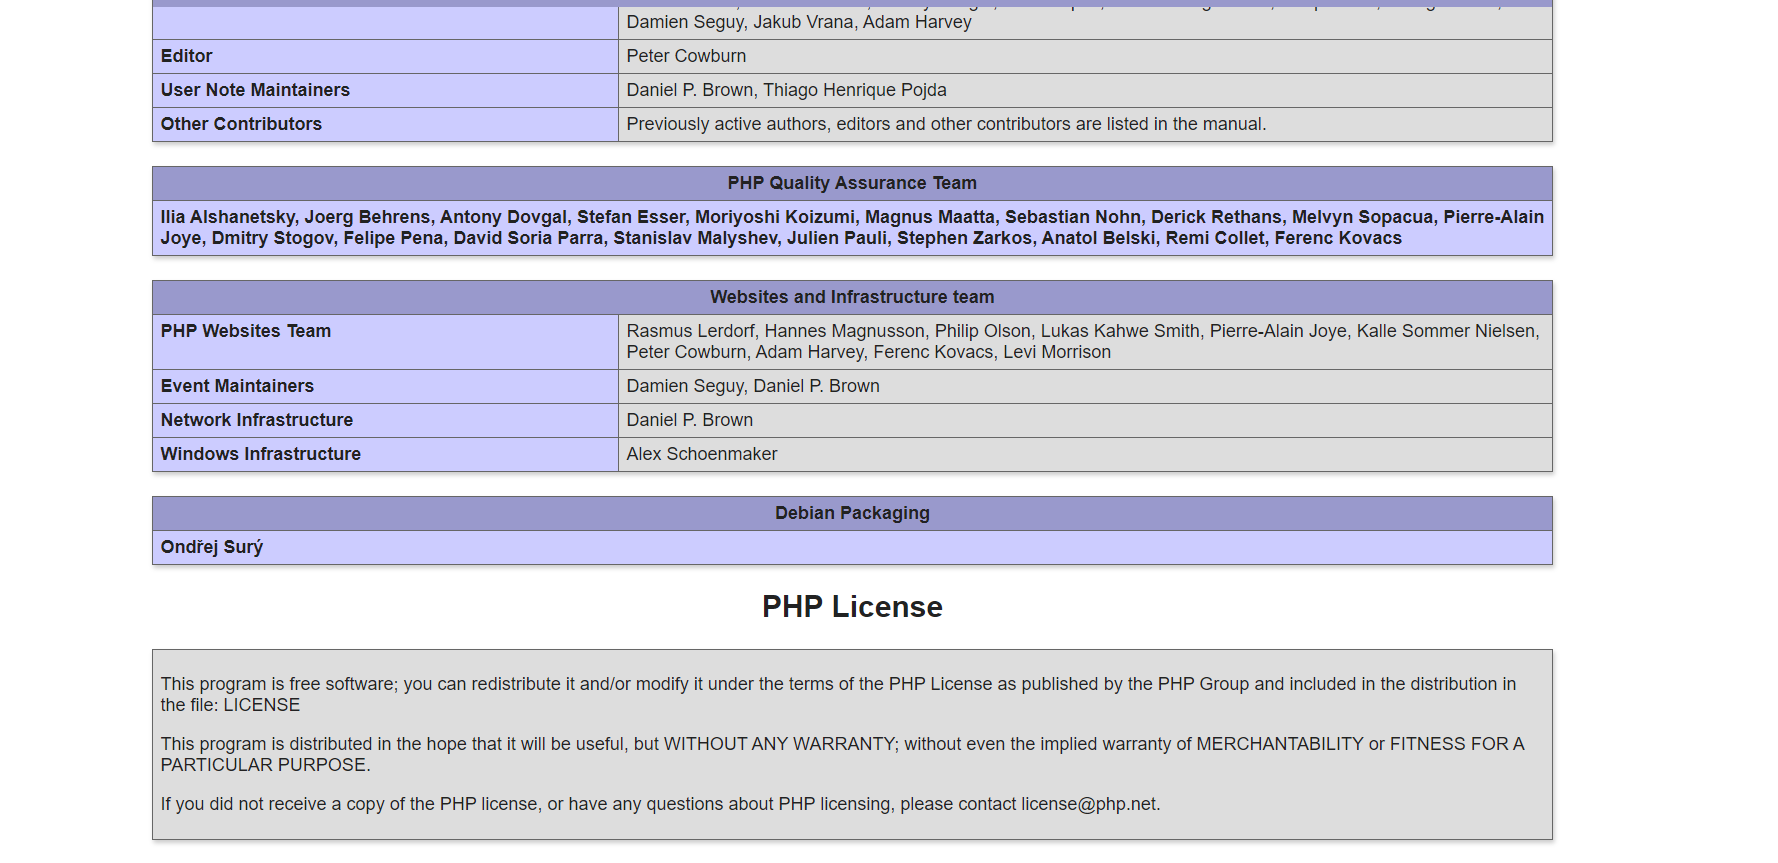 Damien Seguy, Jakub Vrana, Adam Harvey
Editor Peter Cowburn
User Note Maintainers Daniel P. Brown, Thiago Henrique Pojda
Other Contributors Previously active authors, editors and other contributors are listed in the manual.
PHP Quality Assurance Team
Ilia Alshanetsky, Joerg Behrens, Antony Dovgal, Stefan Esser, Moriyoshi Koizumi, Magnus Maatta, Sebastian Nohn, Derick Rethans, Melvyn Sopacua, Pierre-Alain
Joye, Dmitry Stogov, Felipe Pena, David Soria Parra, Stanislav Malyshev, Julien Pauli, Stephen Zarkos, Anatol Belski, Remi Collet, Ferenc Kovacs
Websites and Infrastructure team
PHP Websites Team Rasmus Lerdorf, Hannes Magnusson, Philip Olson, Lukas Kahwe Smith, Pierre-Alain Joye, Kalle Sommer Nielsen,
Peter Cowburn, Adam Harvey, Ferenc Kovacs, Levi Morrison
Event Maintainers Damien Seguy, Daniel P. Brown
Network Infrastructure Daniel P. Brown
Windows Infrastructure Alex Schoenmaker
Debian Packaging
Ondřej Surý
PHP License
This program is free software; you can redistribute it and/or modify it under the terms of the PHP License as published by the PHP Group and included in the distribution in
the file: LICENSE
This program is distributed in the hope that it will be useful, but WITHOUT ANY WARRANTY; without even the implied warranty of MERCHANTABILITY or FITNESS FOR A
PARTICULAR PURPOSE.
If you did not receive a copy of the PHP license, or have any questions about PHP licensing, please contact license@php.net.